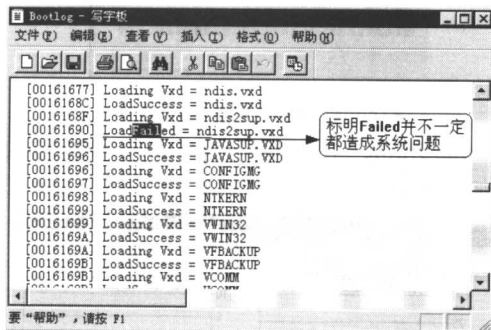 Bootlog - 写字板
文件(F) 编辑(E) 查看(V) 插入(I) 格式(O) 帮助(H)
[00161677] Loading Vxd = ndis.vxd
[0016168C] LoadSuccess = ndis.vxd
[0016168F] Loading Vxd = ndis2sup.vxd
[00161690] LoadFailed = ndis2sup.vxd
[00161695] Loading Vxd = JAVASUP.VXD
[00161696] LoadSuccess = JAVASUP.VXD
[00161696] Loading Vxd = CONFIGMG
[00161697] LoadSuccess = CONFIGMG
[00161698] Loading Vxd = NTKERN
[00161699] LoadSuccess = NTKERN
[00161699] Loading Vxd = VWIN32
[0016169A] LoadSuccess = VWIN32
[0016169A] Loading Vxd = VFBACKUP
[0016169B] LoadSuccess = VFBACKUP
[0016169B] Loading Vxd = VCOMM
标明Failed并不一定
都造成系统问题
要“帮助”，请按 F1